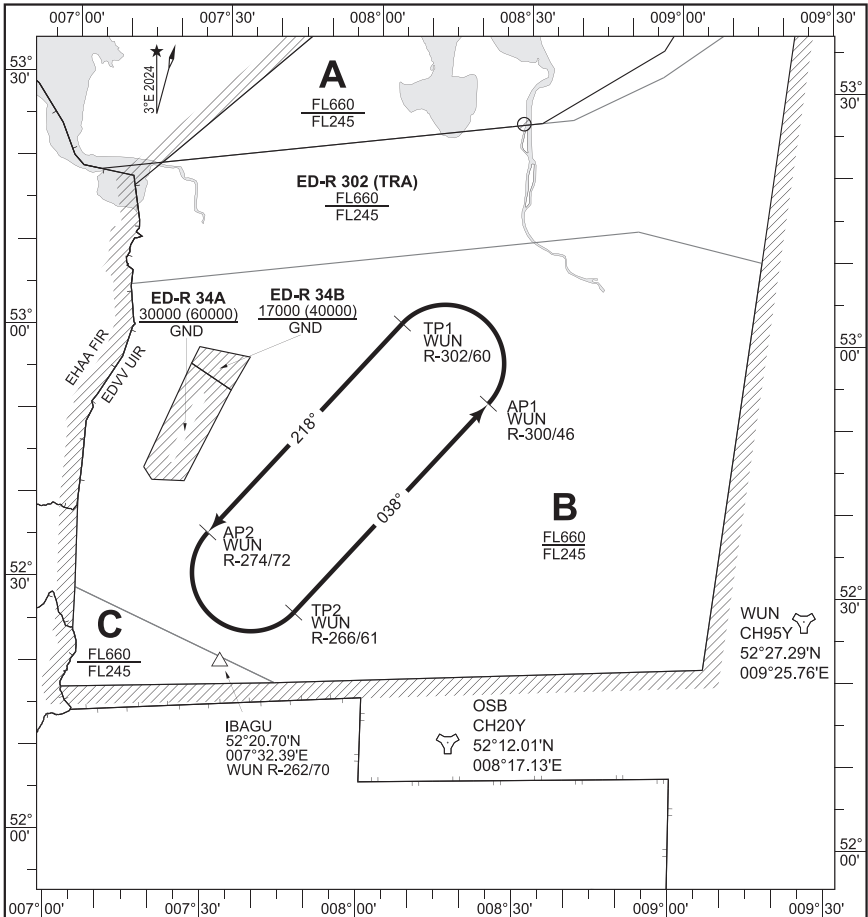 007°00'
007°30'
008°00'
008°30'
009°00'
009°30'
53°
30'
53°
30'
3°E 2024
A
FL660
FL245
ED-R 302 (TRA)
FL660
FL245
ED-R 34A
30000 (60000)
GND
ED-R 34B
17000 (40000)
GND
53°
00'
53°
00'
EHAA FIR
EDVV UIR
TP1
WUN
R-302/60
AP1
WUN
R-300/46
218°
038°
B
FL660
FL245
AP2
WUN
R-274/72
52°
30'
52°
30'
TP2
WUN
R-266/61
C
FL660
FL245
WUN
CH95Y
52°27.29'N
009°25.76'E
IBAGU
52°20.70'N
007°32.39'E
WUN R-262/70
OSB
CH20Y
52°12.01'N
008°17.13'E
52°
00'
52°
00'
007°00'
007°30'
008°00'
008°30'
009°00'
009°30'